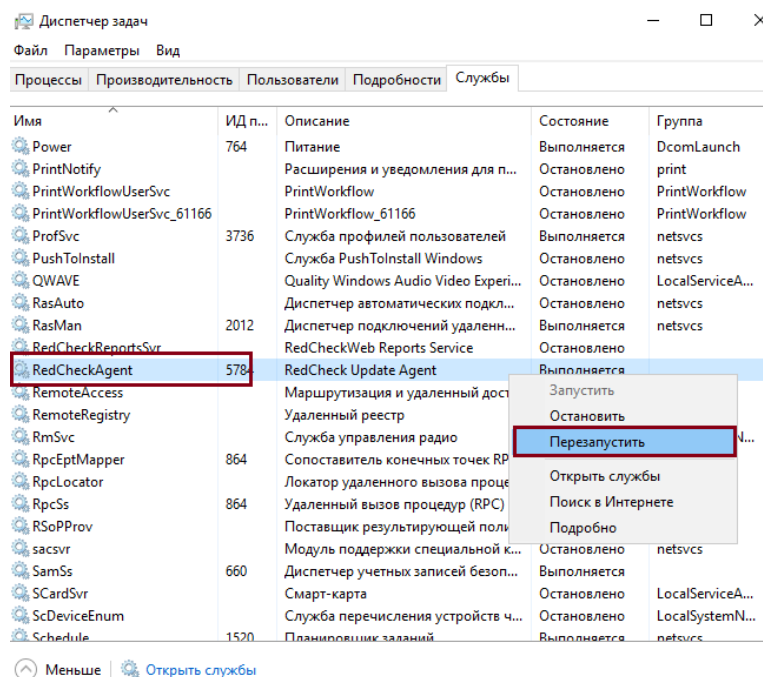 Диспетчер задач
Файл Параметры Вид
Процессы Производительность Пользователи Подробности Службы
Имя ИД п... Описание Состояние Группа
Power 764 Питание Выполняется DcomLaunch
PrintNotify Расширения и уведомления для п... Остановлено print
PrintWorkflowUserSvc PrintWorkflow Остановлено PrintWorkflow
PrintWorkflowUserSvc_61166 PrintWorkflow_61166 Остановлено PrintWorkflow
ProfSvc 3736 Служба профилей пользователей Выполняется netsvcs
PushToInstall Служба PushToInstall Windows Остановлено netsvcs
QWAVE Quality Windows Audio Video Experi... Остановлено LocalServiceA...
RasAuto Диспетчер автоматических подкл... Остановлено netsvcs
RasMan 2012 Диспетчер подключений удаленн... Выполняется netsvcs
RedCheckReportsSvr RedCheckWeb Reports Service Остановлено
RedCheckAgent 5784 RedCheck Update Agent Выполняется
RemoteAccess Маршрутизация и удаленный дост
Запустить
RemoteRegistry Удаленный реестр
Остановить
RmSvc Служба управления радио
Перезапустить
RpcEptMapper 864 Сопоставитель конечных точек RP
Открыть службы
RpcLocator Локатор удаленного вызова проце
Поиск в Интернете
RpcSs 864 Удаленный вызов процедур (RPC)
Подробно
RSoPProv Поставщик результирующей поли
sacsvr Модуль поддержки специальной к... Остановлено netsvcs
SamSs 660 Диспетчер учетных записей безоп... Выполняется
SCardSvr Смарт-карта Остановлено LocalServiceA...
ScDeviceEnum Служба перечисления устройств ч... Остановлено LocalSystemN...
Schedule 1520 Планировщик заданий Выполняется netsvcs
Меньше Открыть службы